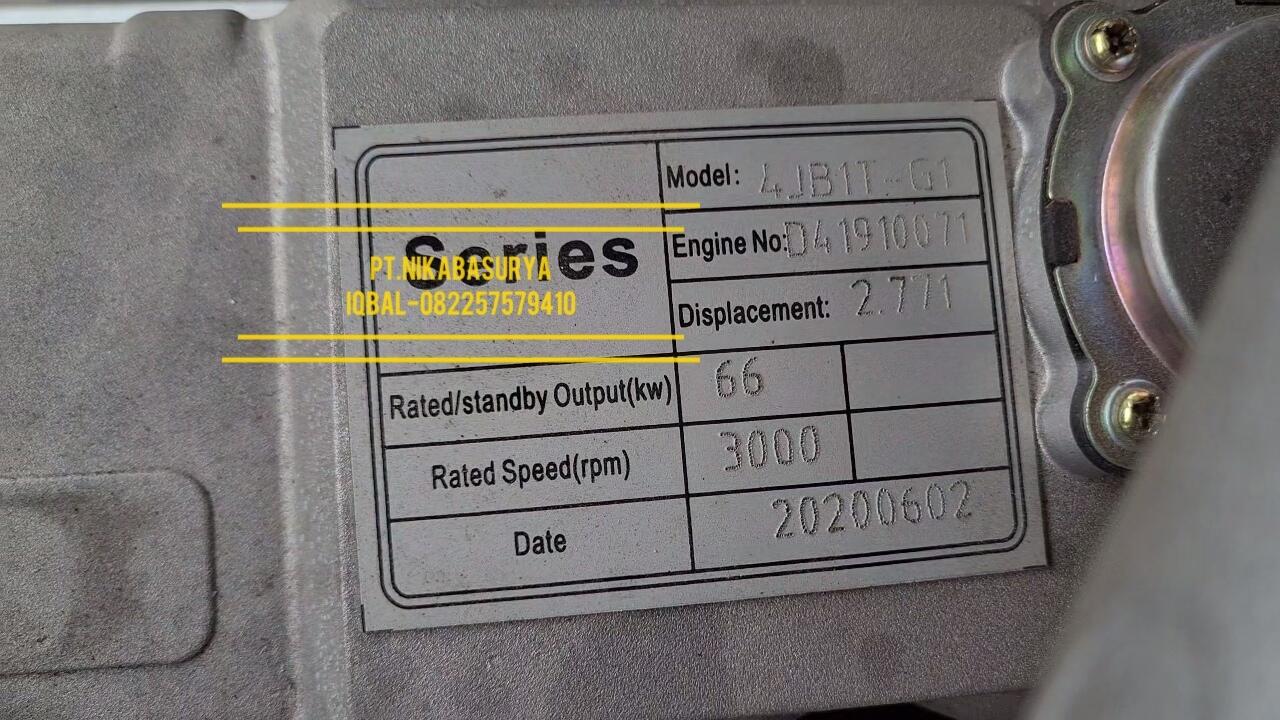 Model: 4JB1T-G1
Series
Engine No: D41910071
PT.NIKABASURYA
IQBAL-082257579410
Displacement: 2.771
Rated/standby Output(kw) 66
Rated Speed(rpm) 3000
Date 20200602